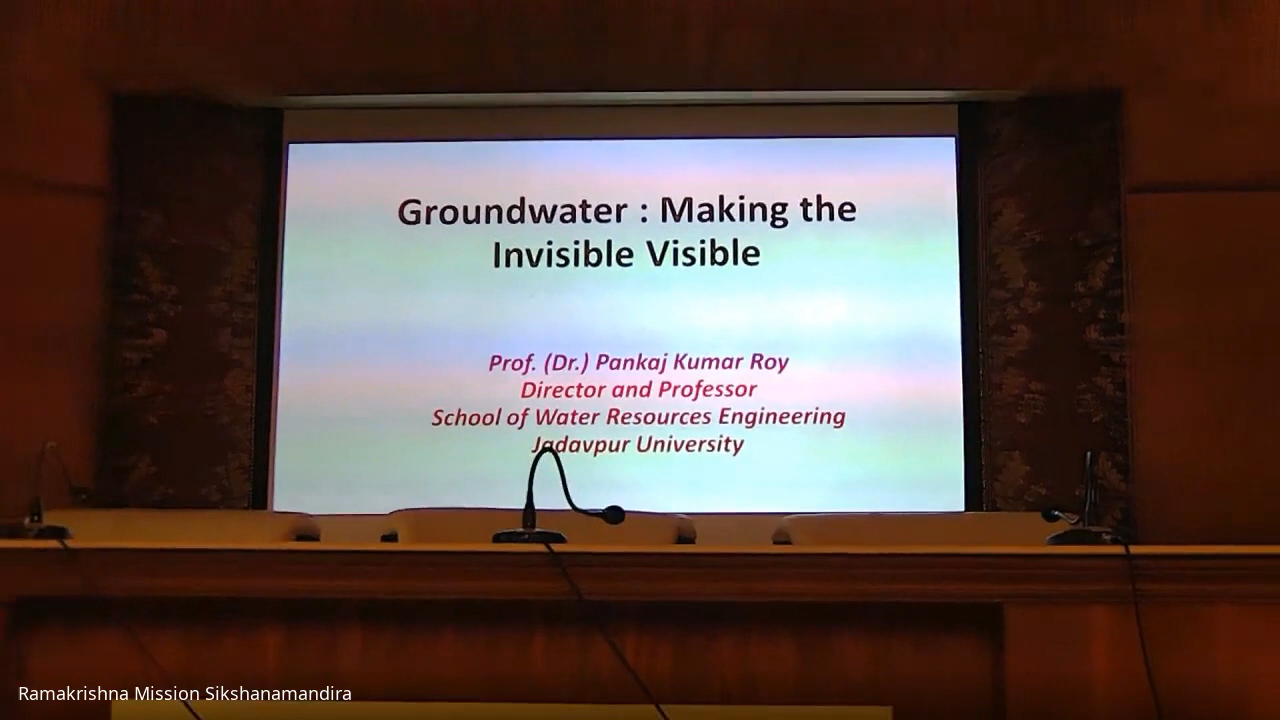 Groundwater : Making the
Invisible Visible
Prof. (Dr.) Pankaj Kumar Roy
Director and Professor
School of Water Resources Engineering
Jadavpur University
Ramakrishna Mission Sikshanamandira